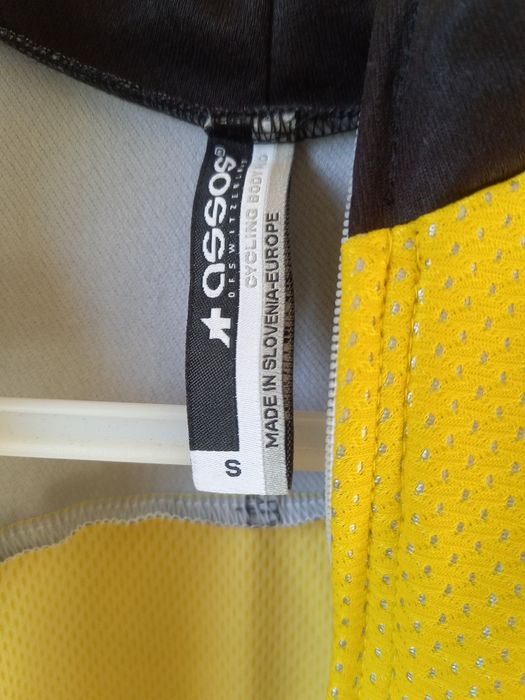 assos®
OF SWITZERLAND
CYCLING BODY
MADE IN SLOVENIA-EUROPE
S